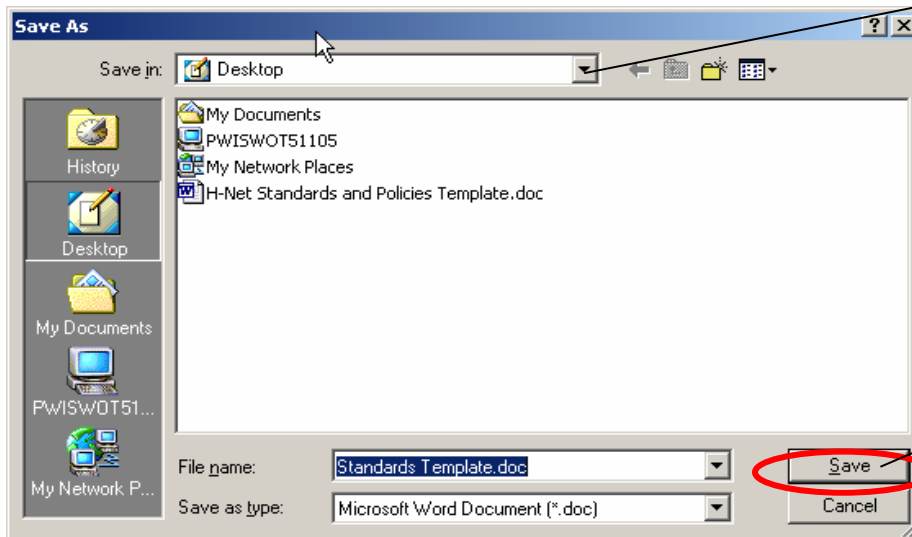 Save As
Save in: Desktop
My Documents
PWISWOT51105
My Network Places
H-Net Standards and Policies Template.doc
History
Desktop
My Documents
PWISWOT51...
My Network P...
File name: Standards Template.doc Save
Save as type: Microsoft Word Document (*.doc) Cancel